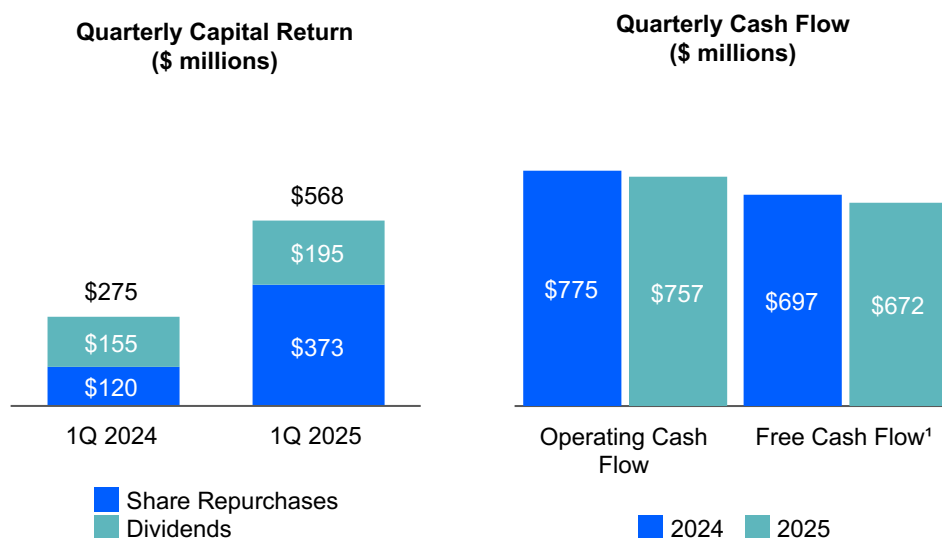 Quarterly Capital Return
($ millions)
$568
$195
$275
$155
$373
$120
1Q 2024
1Q 2025
Share Repurchases
Dividends
Quarterly Cash Flow
($ millions)
$775
$757
$697
$672
Operating Cash
Flow
Free Cash Flow¹
2024
2025